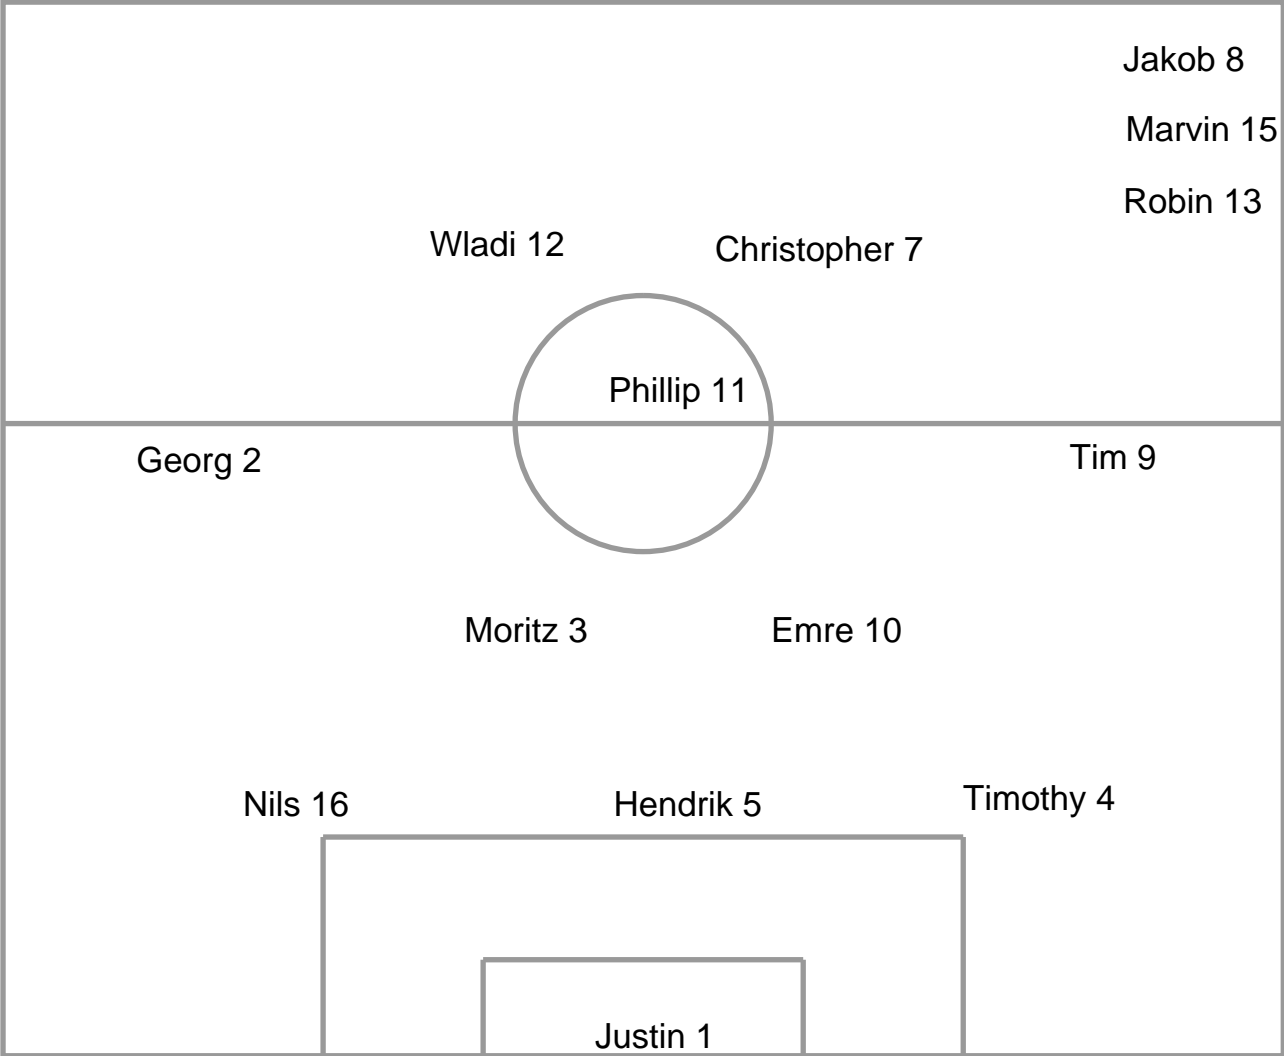 Jakob 8
Marvin 15
Robin 13
Wladi 12
Christopher 7
Phillip 11
Georg 2
Tim 9
Moritz 3
Emre 10
Nils 16
Hendrik 5
Timothy 4
Justin 1